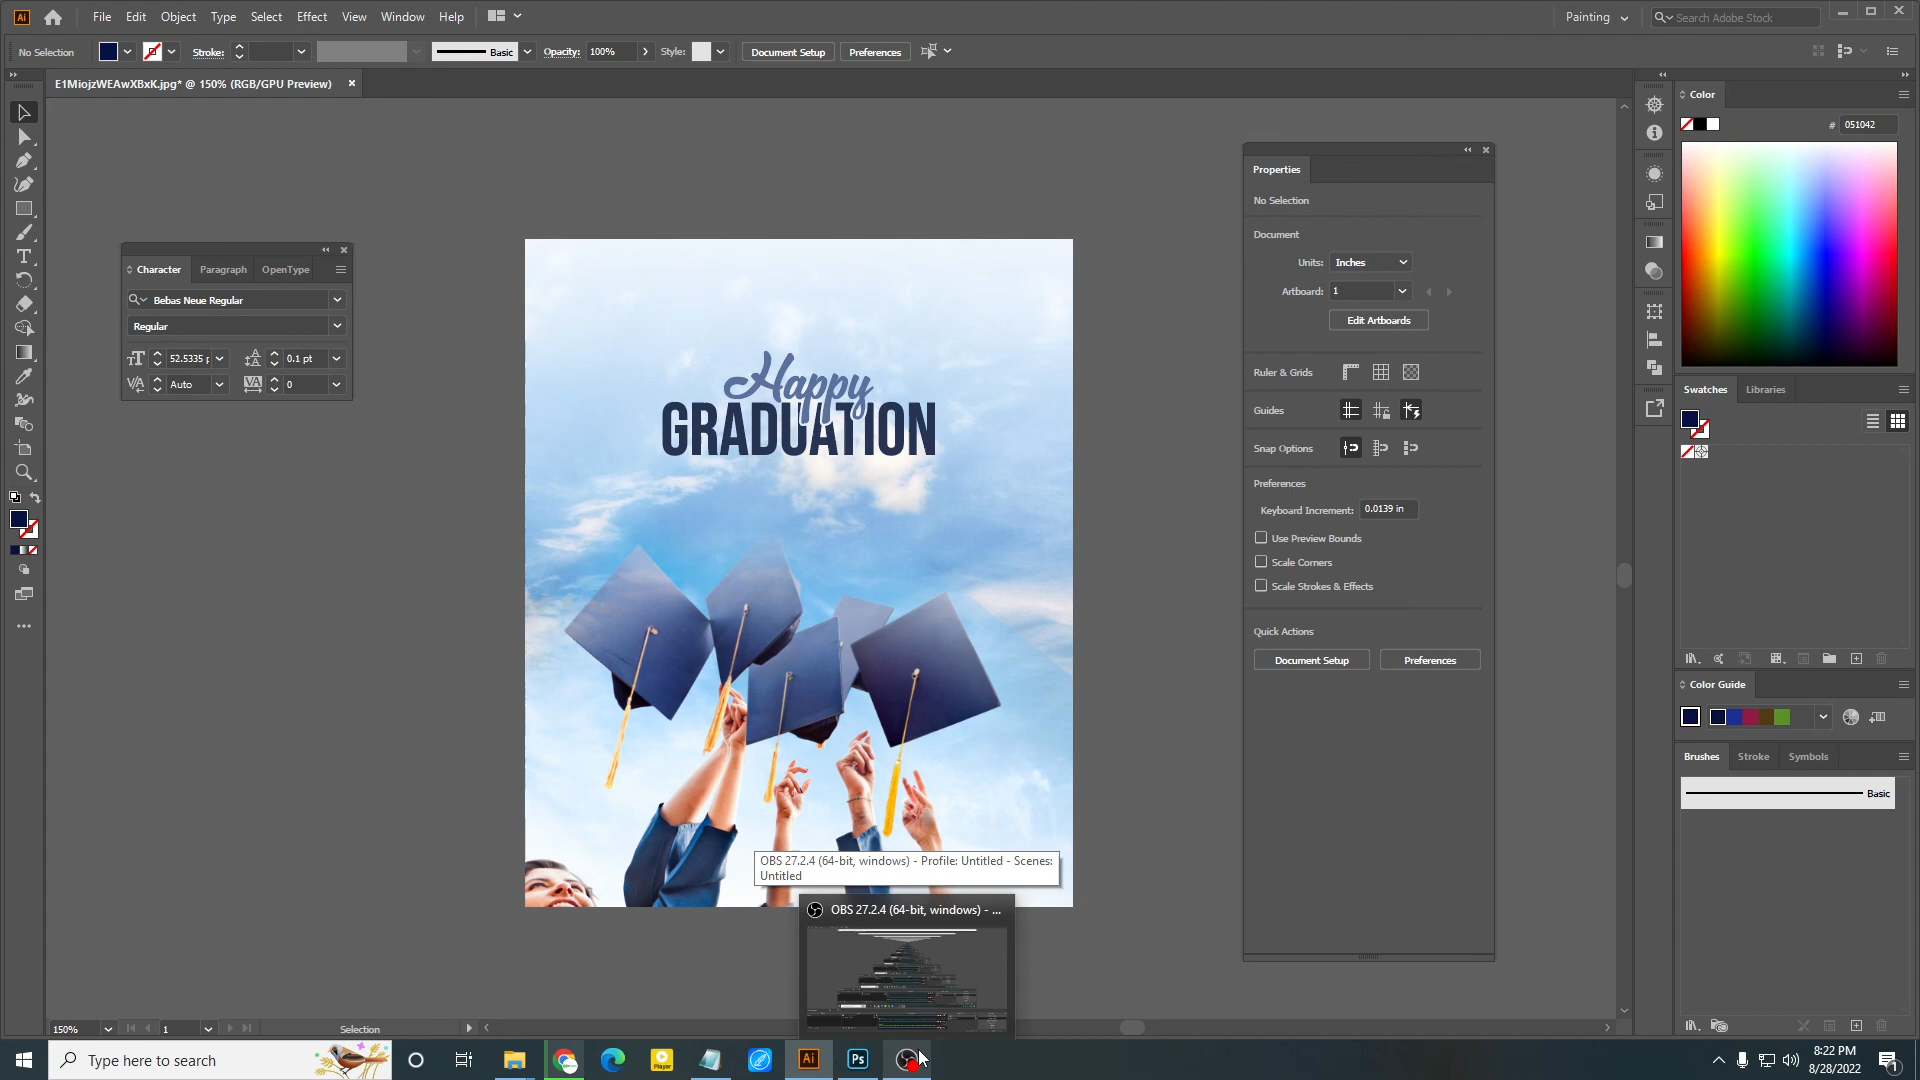 Ai
File Edit Object Type Select Effect View Window Help
Painting
Search Adobe Stock
No Selection
Stroke:
Basic
Opacity: 100%
Style:
Document Setup
Preferences
E1MiojzWEAwXBxK.jpg* @ 150% (RGB/GPU Preview)
Character Paragraph OpenType
Bebas Neue Regular
Regular
52.5335 p
0.1 pt
Auto
0
Happy
GRADUATION
Properties
No Selection
Document
Units: Inches
Artboard: 1
Edit Artboards
Ruler & Grids
Guides
Snap Options
Preferences
Keyboard Increment: 0.0139 in
Use Preview Bounds
Scale Corners
Scale Strokes & Effects
Quick Actions
Document Setup
Preferences
Color
# 051042
Swatches Libraries
Color Guide
Brushes Stroke Symbols
Basic
OBS 27.2.4 (64-bit, windows) - Profile: Untitled - Scenes:
Untitled
OBS 27.2.4 (64-bit, windows) - ...
150%
1
Selection
Type here to search
Player
Ai
Ps
8:22 PM
8/28/2022
1